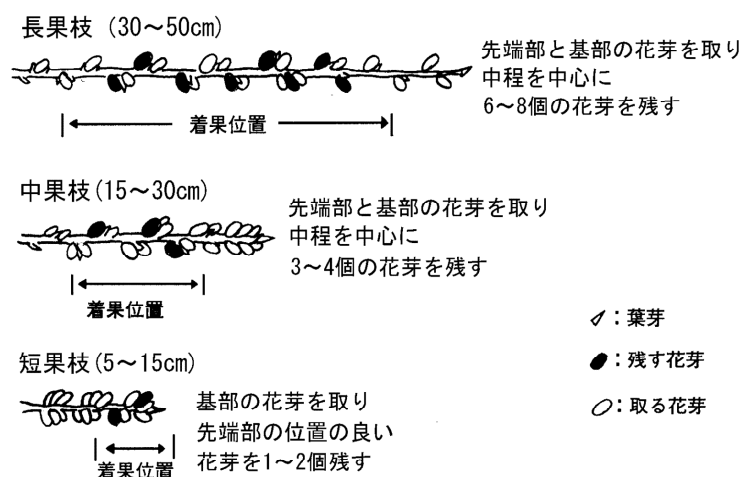 長果枝（30～50cm）
先端部と基部の花芽を取り
中程を中心に
6～8個の花芽を残す
着果位置
中果枝(15～30cm)
先端部と基部の花芽を取り
中程を中心に
3～4個の花芽を残す
着果位置
：葉芽
：残す花芽
：取る花芽
短果枝(5～15cm)
基部の花芽を取り
先端部の位置の良い
花芽を1～2個残す
着果位置